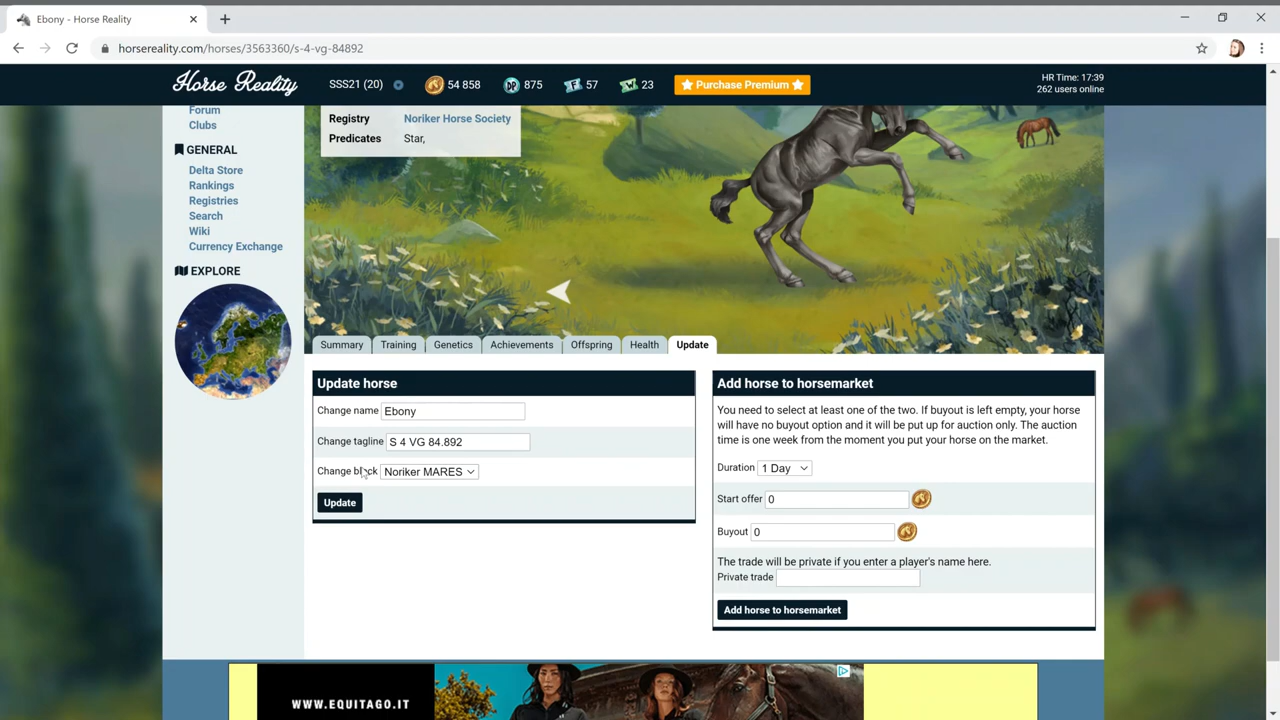 Ebony - Horse Reality
horsereality.com/horses/3563360/s-4-vg-84892
Horse Reality
SSS21 (20)
54 858
DP
875
57
23
Purchase Premium
HR Time: 17:39
262 users online
Forum
Clubs
GENERAL
Delta Store
Rankings
Registries
Search
Wiki
Currency Exchange
EXPLORE
Registry Noriker Horse Society
Predicates Star,
Summary Training Genetics Achievements Offspring Health Update
Update horse
Change name Ebony
Change tagline S 4 VG 84.892
Change block Noriker MARES
Update
Add horse to horsemarket
You need to select at least one of the two. If buyout is left empty, your horse
will have no buyout option and it will be put up for auction only. The auction
time is one week from the moment you put your horse on the market.
Duration 1 Day
Start offer 0
Buyout 0
The trade will be private if you enter a player's name here.
Private trade
Add horse to horsemarket
WWW.EQUITAGO.IT